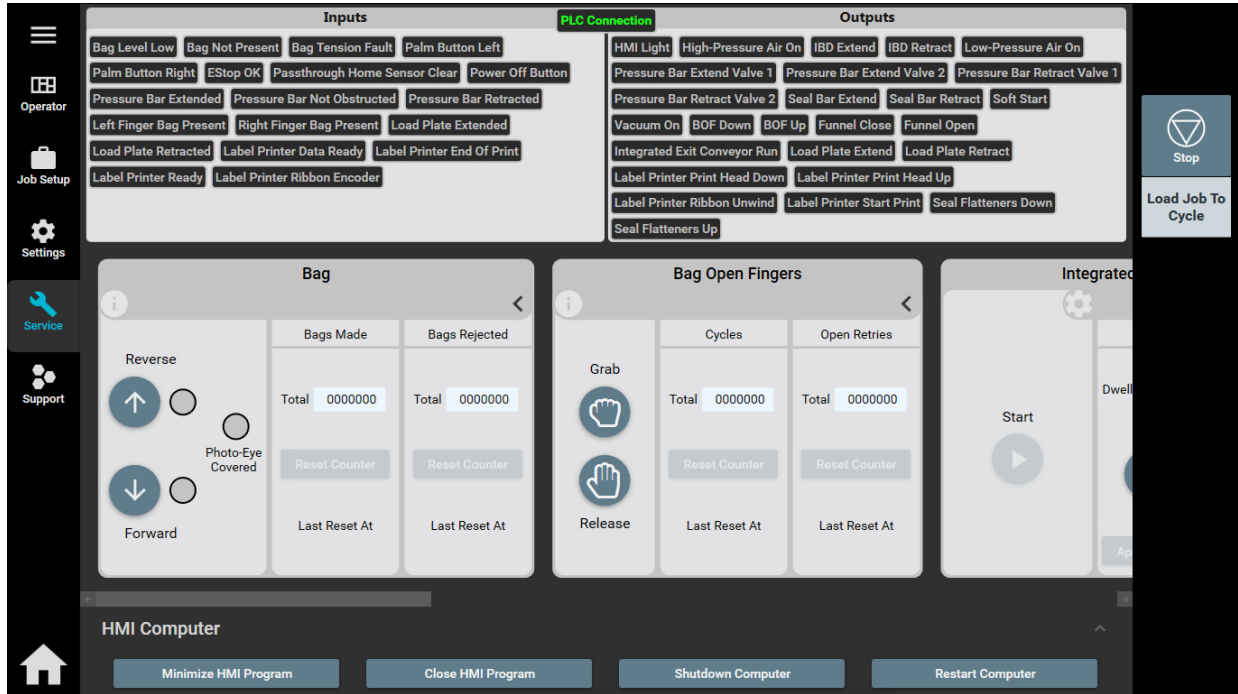 Inputs
PLC Connection
Outputs
Bag Level Low Bag Not Present Bag Tension Fault Palm Button Left
Palm Button Right EStop OK Passthrough Home Sensor Clear Power Off Button
Pressure Bar Extended Pressure Bar Not Obstructed Pressure Bar Retracted
Left Finger Bag Present Right Finger Bag Present Load Plate Extended
Load Plate Retracted Label Printer Data Ready Label Printer End Of Print
Label Printer Ready Label Printer Ribbon Encoder
HMI Light High-Pressure Air On IBD Extend IBD Retract Low-Pressure Air On
Pressure Bar Extend Valve 1 Pressure Bar Extend Valve 2 Pressure Bar Retract Valve 1
Pressure Bar Retract Valve 2 Seal Bar Extend Seal Bar Retract Soft Start
Vacuum On BOF Down BOF Up Funnel Close Funnel Open
Integrated Exit Conveyor Run Load Plate Extend Load Plate Retract
Label Printer Print Head Down Label Printer Print Head Up
Label Printer Ribbon Unwind Label Printer Start Print Seal Flatteners Down
Seal Flatteners Up
Operator
Job Setup
Settings
Service
Support
Stop
Load Job To
Cycle
Bag
Reverse
Photo-Eye
Covered
Forward
Bags Made
Total 0000000
Reset Counter
Last Reset At
Bags Rejected
Total 0000000
Reset Counter
Last Reset At
Bag Open Fingers
Grab
Release
Cycles
Total 0000000
Reset Counter
Last Reset At
Open Retries
Total 0000000
Reset Counter
Last Reset At
Integrated
Start
Dwell
Ap
HMI Computer
Minimize HMI Program
Close HMI Program
Shutdown Computer
Restart Computer